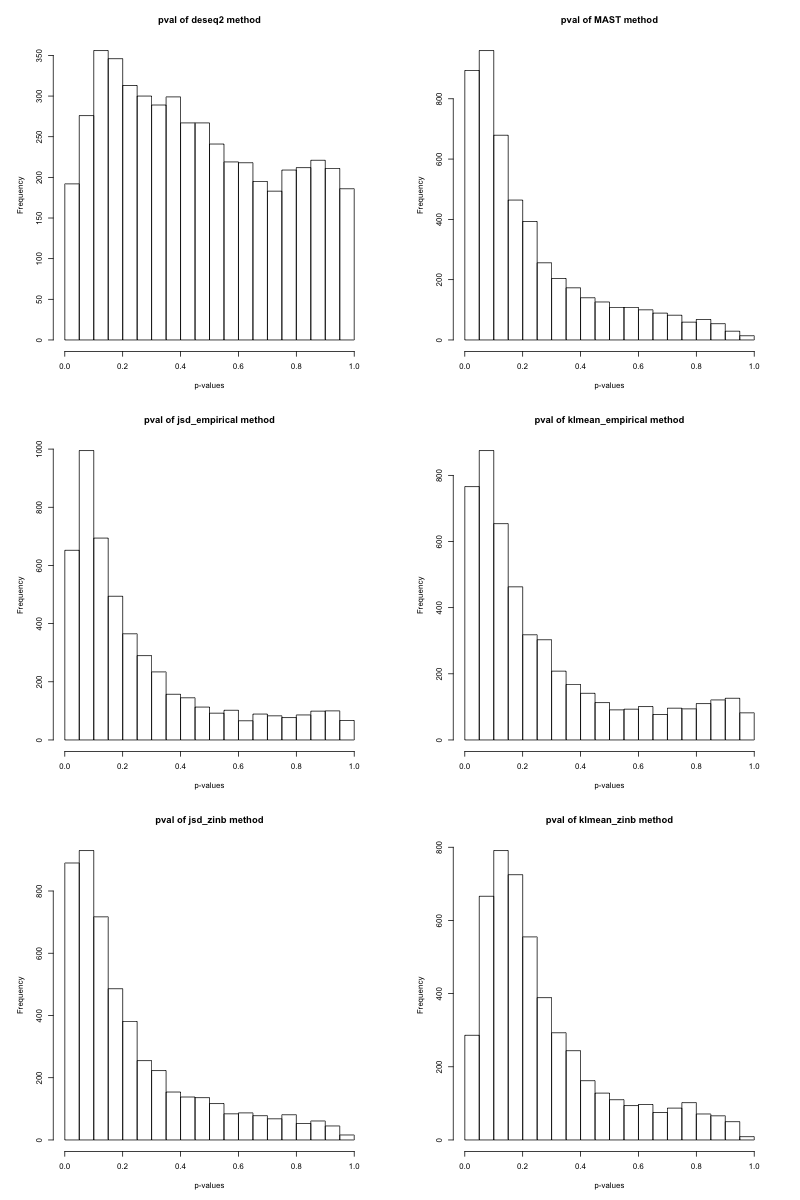 pval of deseq2 method
Frequency
350
300
250
200
150
100
50
0
0.0 0.2 0.4 0.6 0.8 1.0
p-values
pval of MAST method
Frequency
800
600
400
200
0
0.0 0.2 0.4 0.6 0.8 1.0
p-values
pval of jsd_empirical method
Frequency
1000
800
600
400
200
0
0.0 0.2 0.4 0.6 0.8 1.0
p-values
pval of klmean_empirical method
Frequency
800
600
400
200
0
0.0 0.2 0.4 0.6 0.8 1.0
p-values
pval of jsd_zinb method
Frequency
800
600
400
200
0
0.0 0.2 0.4 0.6 0.8 1.0
p-values
pval of klmean_zinb method
Frequency
800
600
400
200
0
0.0 0.2 0.4 0.6 0.8 1.0
p-values